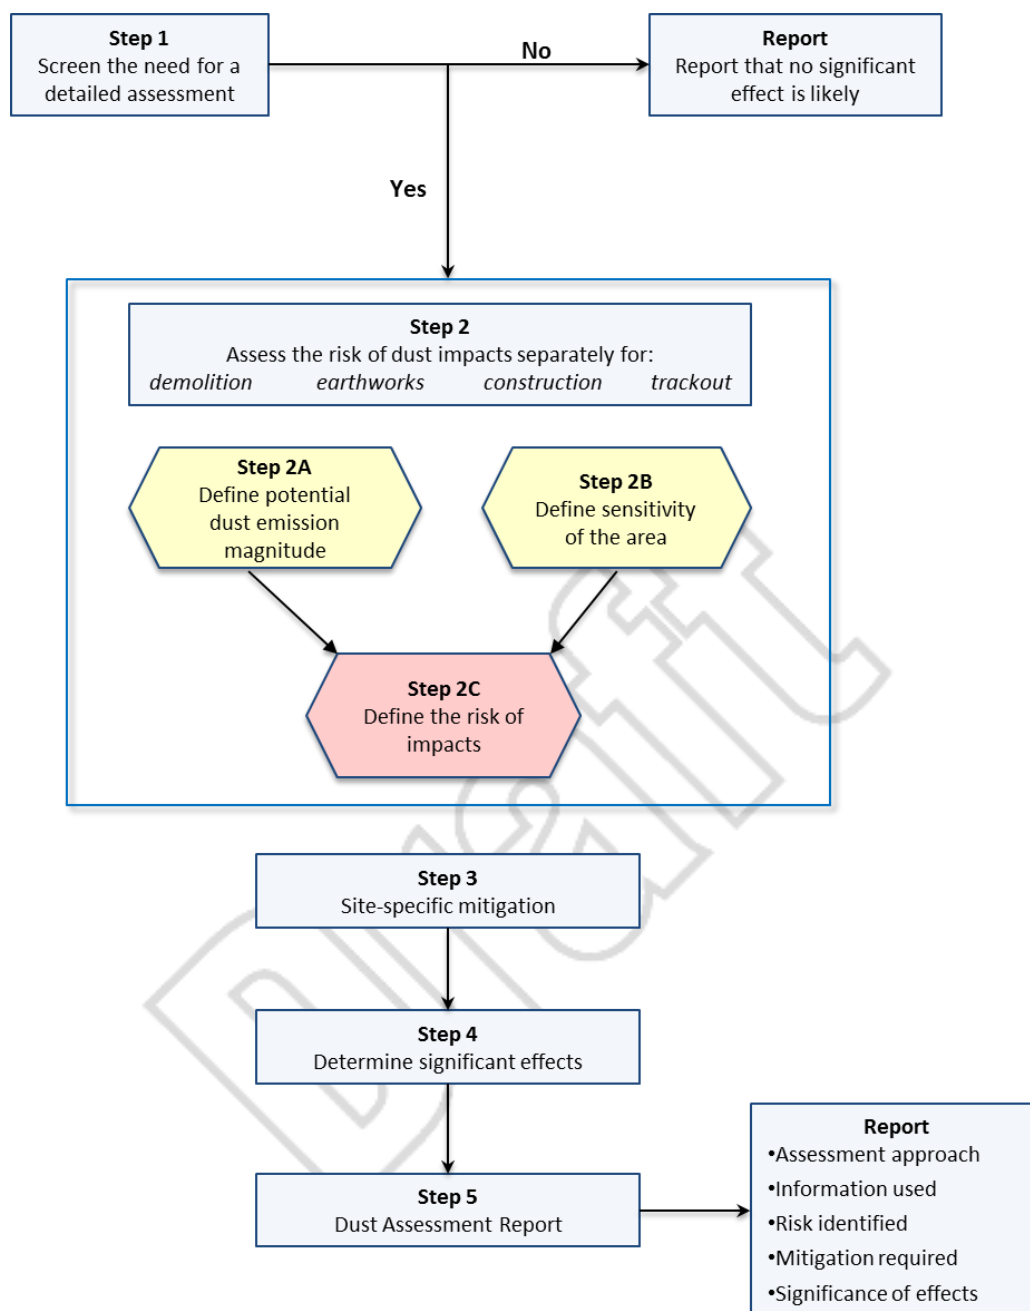 Step 1
Screen the need for a
detailed assessment
No
Report
Report that no significant
effect is likely
Yes
Step 2
Assess the risk of dust impacts separately for:
demolition earthworks construction trackout
Step 2A
Define potential
dust emission
magnitude
Step 2B
Define sensitivity
of the area
Step 2C
Define the risk of
impacts
Step 3
Site-specific mitigation
Step 4
Determine significant effects
Step 5
Dust Assessment Report
Report
•Assessment approach
•Information used
•Risk identified
•Mitigation required
•Significance of effects
Draft